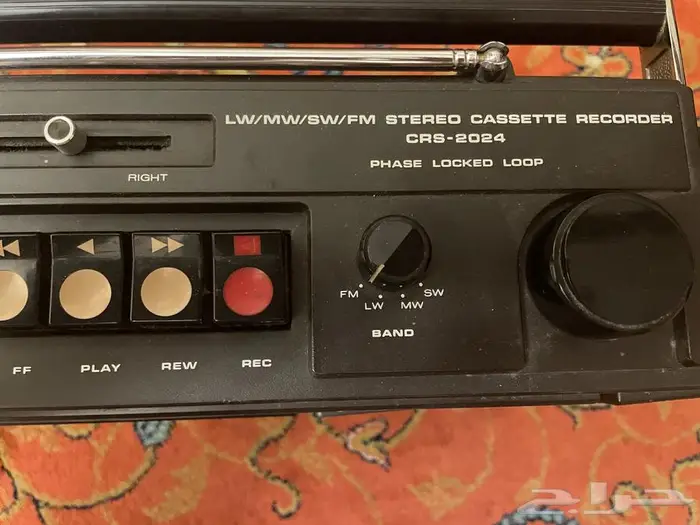 LW/MW/SW/FM STEREO CASSETTE RECORDER
CRS-2024
PHASE LOCKED LOOP
RIGHT
FM
LW
MW
SW
BAND
FF
PLAY
REW
REC
حراج